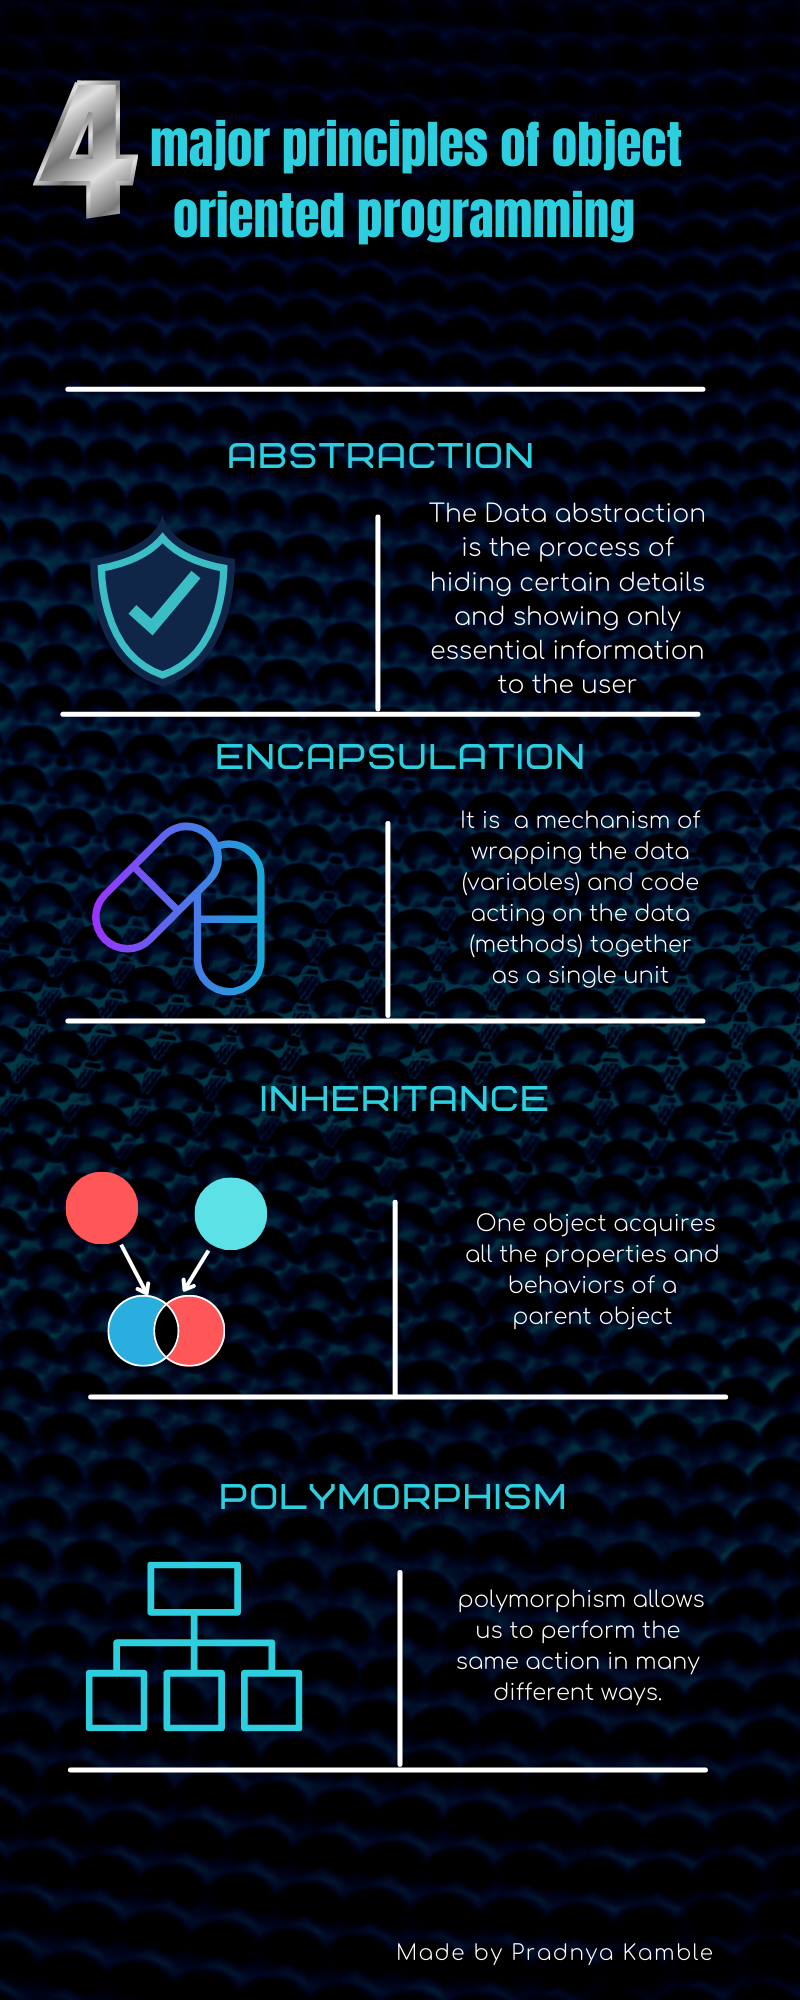 4 major principles of object
oriented programming
ABSTRACTION
The Data abstraction
is the process of
hiding certain details
and showing only
essential information
to the user
ENCAPSULATION
It is a mechanism of
wrapping the data
(variables) and code
acting on the data
(methods) together
as a single unit
INHERITANCE
One object acquires
all the properties and
behaviors of a
parent object
POLYMORPHISM
polymorphism allows
us to perform the
same action in many
different ways.
Made by Pradnya Kamble